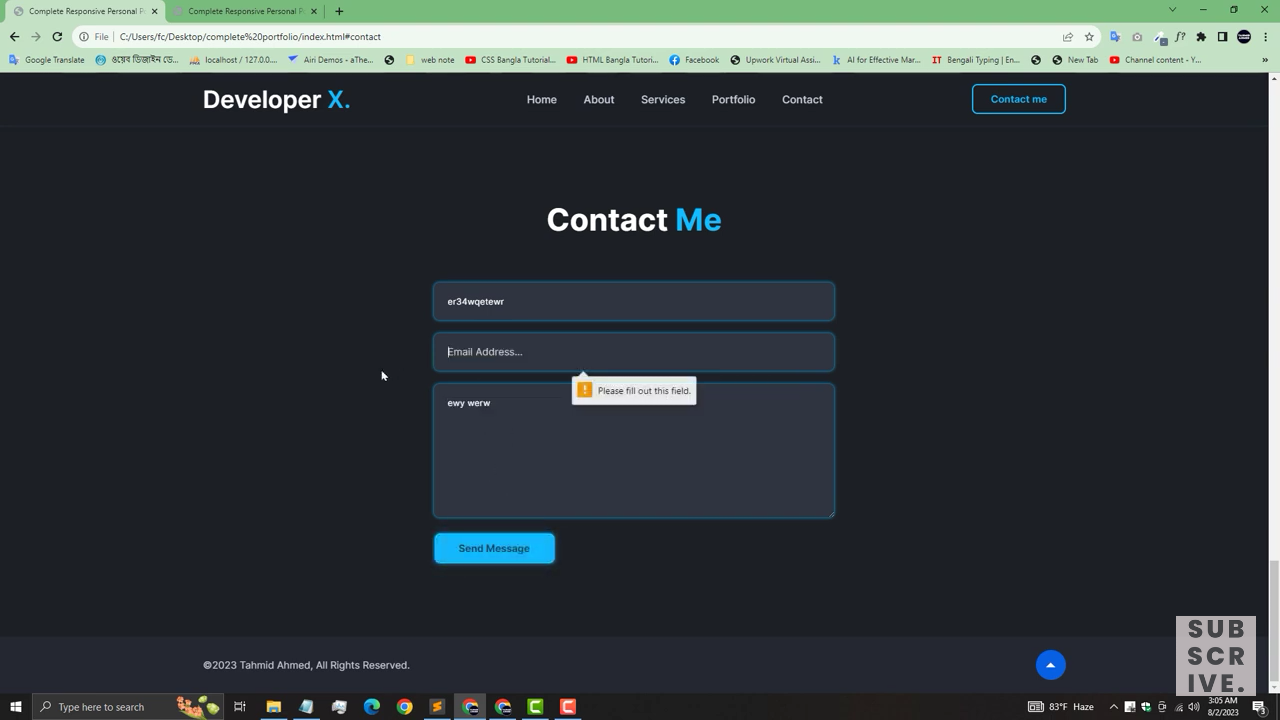 Complete Responsive Personal P
Complete Responsive Personal Po
File
C:/Users/fc/Desktop/complete%20portfolio/index.html#contact
Google Translate
ওয়েব ডিজাইন ডে...
localhost / 127.0.0....
Airi Demos - aThe...
web note
CSS Bangla Tutori...
HTML Bangla Tutori...
Facebook
Upwork Virtual Assi...
AI for Effective Mar...
Bengali Typing | En...
New Tab
Channel content - Y...
»
Developer X.
Home
About
Services
Portfolio
Contact
Contact me
Contact Me
er34wqetewr
Email Address...
Please fill out this field.
ewy werw
Send Message
©2023 Tahmid Ahmed, All Rights Reserved.
SUB
SCR
IVE.
Type here to search
83°F Haze
3:05 AM
8/2/2023